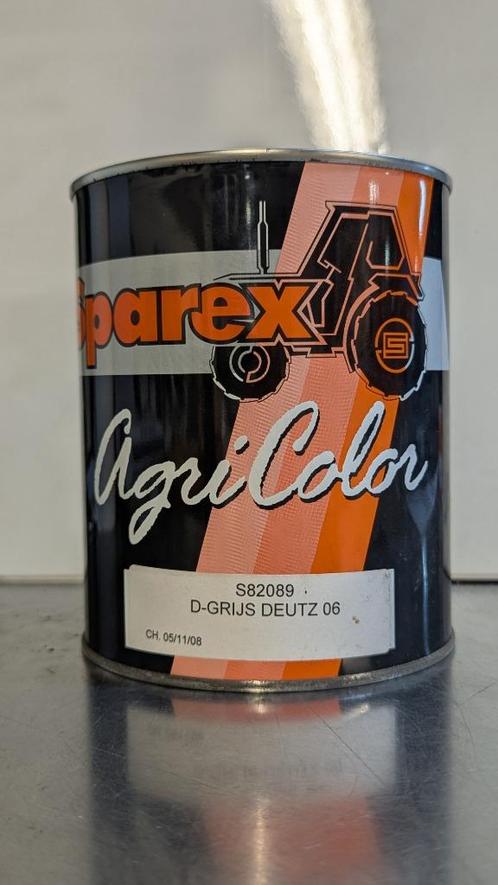 Sparex
AgriColor
S82089
D-GRIJS DEUTZ 06
CH. 05/11/08